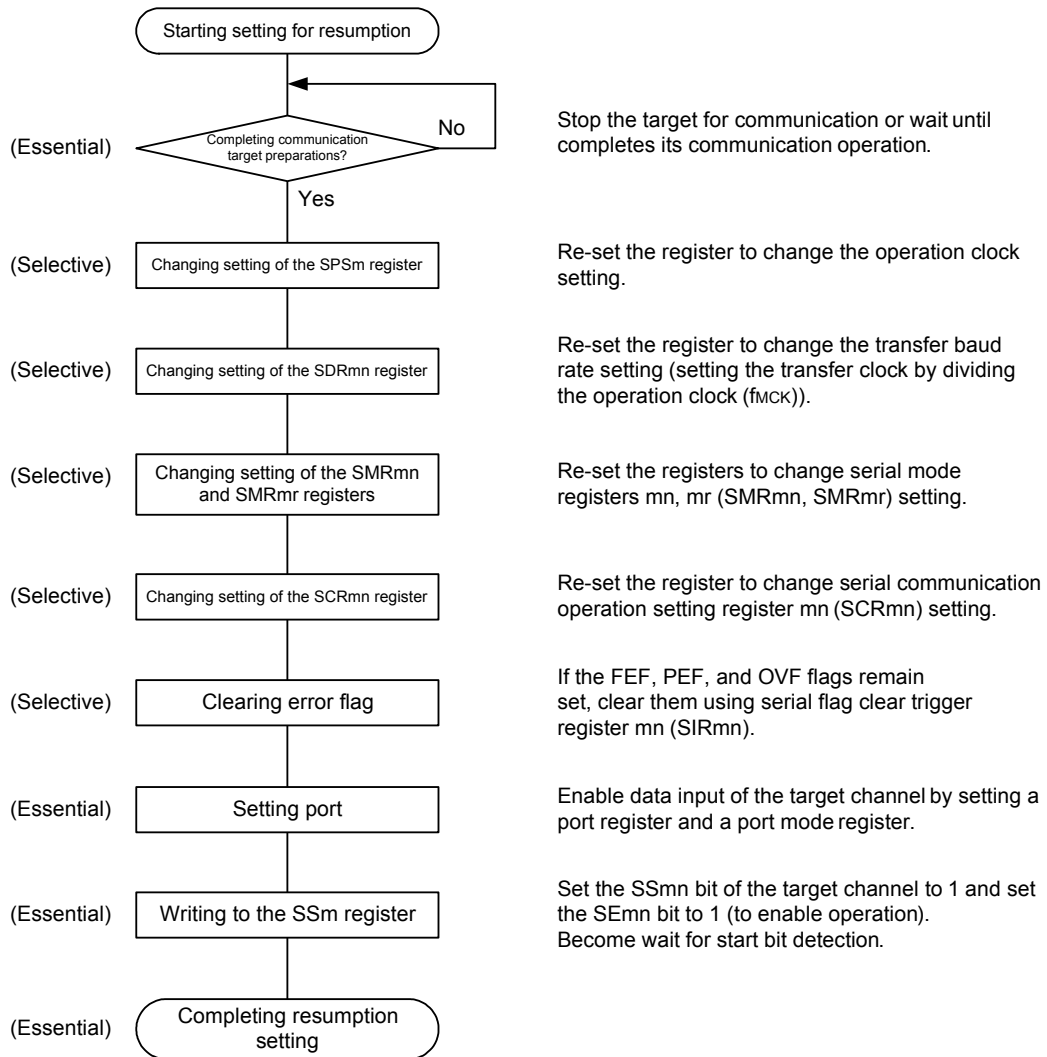 Starting setting for resumption
(Essential)
Completing communication
target preparations?
No
Stop the target for communication or wait until
completes its communication operation.
Yes
(Selective)
Changing setting of the SPSm register
Re-set the register to change the operation clock
setting.
(Selective)
Changing setting of the SDRmn register
Re-set the register to change the transfer baud
rate setting (setting the transfer clock by dividing
the operation clock (fMCK)).
(Selective)
Changing setting of the SMRmn
and SMRmr registers
Re-set the registers to change serial mode
registers mn, mr (SMRmn, SMRmr) setting.
(Selective)
Changing setting of the SCRmn register
Re-set the register to change serial communication
operation setting register mn (SCRmn) setting.
(Selective)
Clearing error flag
If the FEF, PEF, and OVF flags remain
set, clear them using serial flag clear trigger
register mn (SIRmn).
(Essential)
Setting port
Enable data input of the target channel by setting a
port register and a port mode register.
(Essential)
Writing to the SSm register
Set the SSmn bit of the target channel to 1 and set
the SEmn bit to 1 (to enable operation).
Become wait for start bit detection.
(Essential)
Completing resumption
setting